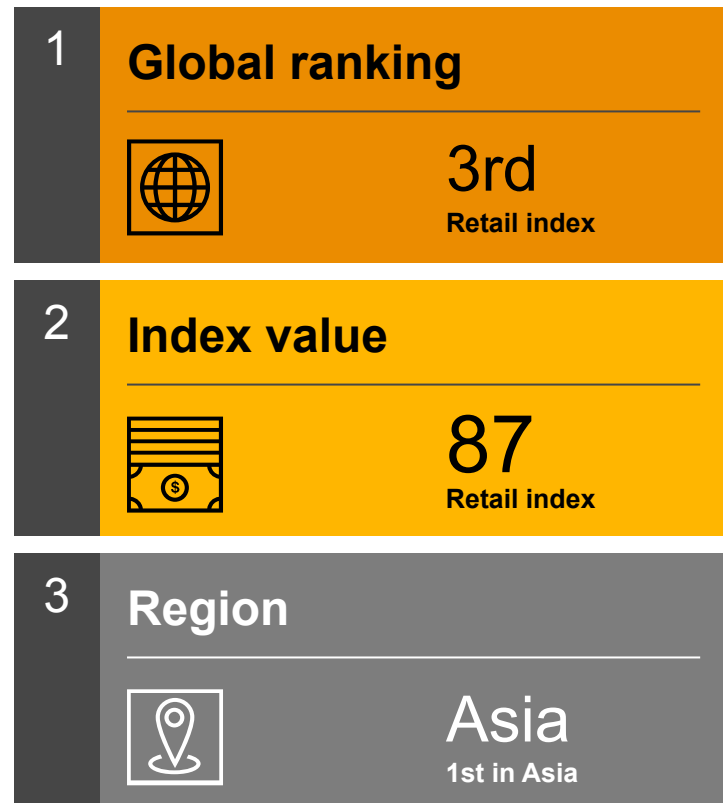 1
Global ranking
3rd
Retail index
2
Index value
$
87
Retail index
3
Region
Asia
1st in Asia